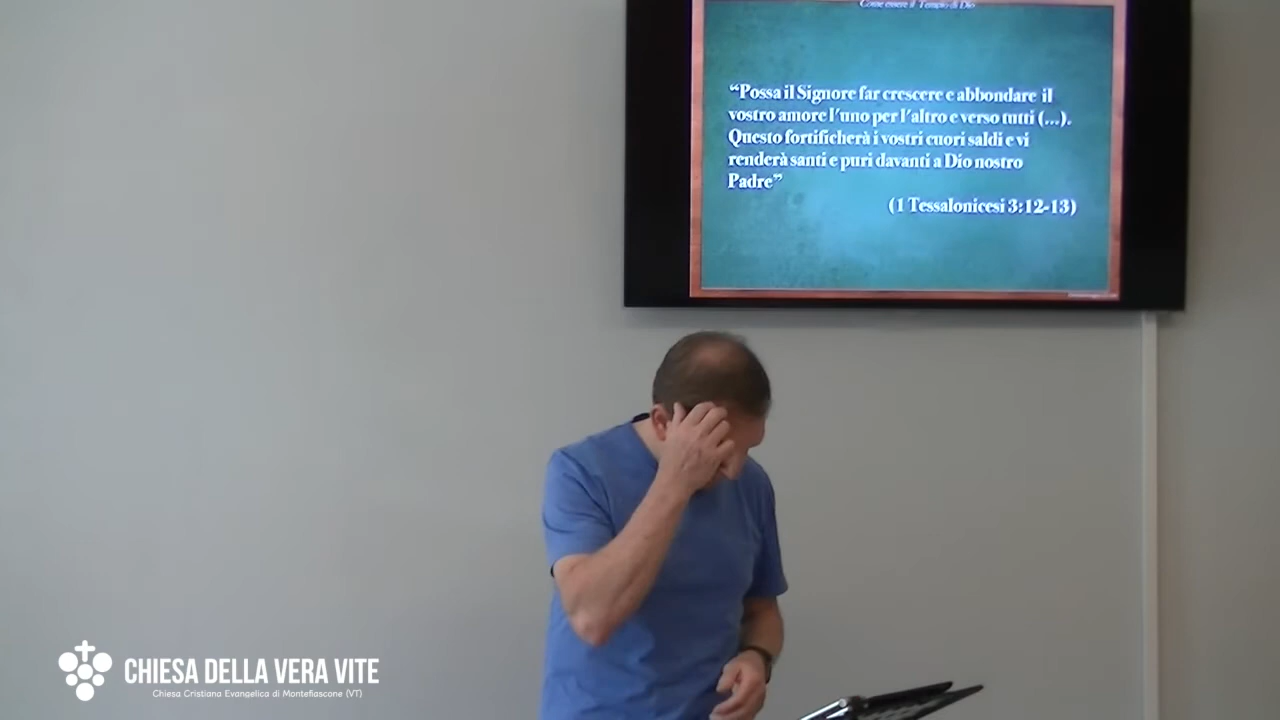 Come essere il Tempio di Dio
“Possa il Signore far crescere e abbondare il
vostro amore l’uno per l’altro e verso tutti (...).
Questo fortificherà i vostri cuori saldi e vi
renderà santi e puri davanti a Dio nostro
Padre”
(1 Tessalonicesi 3:12-13)
CHIESA DELLA VERA VITE
Chiesa Cristiana Evangelica di Montefiascone (VT)